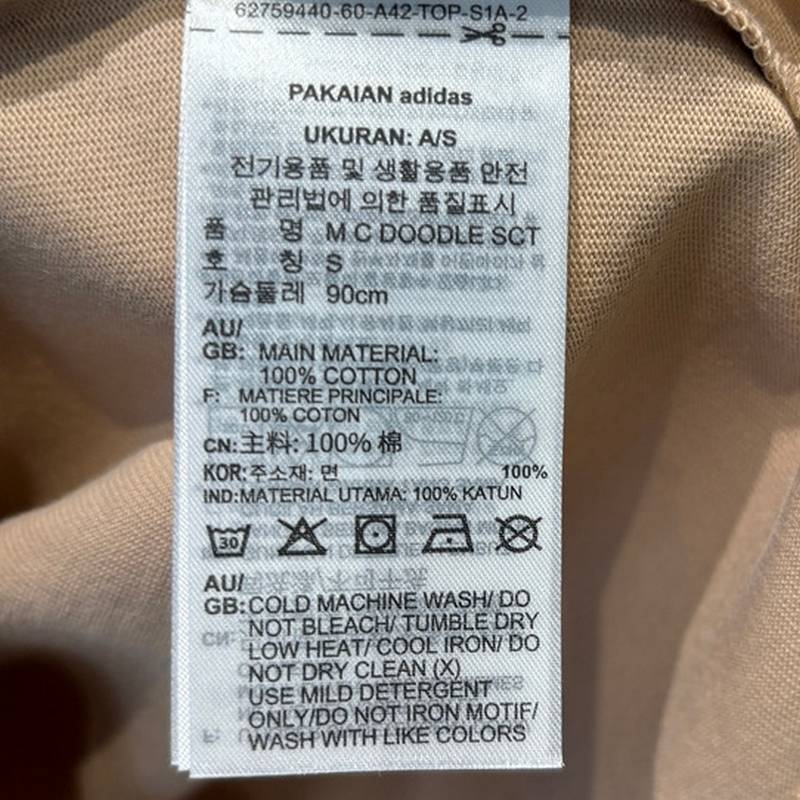 62759440-60-A42-TOP-S1A-2
PAKAIAN adidas
UKURAN: A/S
전기용품 및 생활용품 안전
관리법에 의한 품질표시
품 명 M C DOODLE SCT
호 칭 S
가슴둘레 90cm
AU/
GB: MAIN MATERIAL:
100% COTTON
F: MATIERE PRINCIPALE:
100% COTON
CN:主料: 100% 棉
KOR:주소재: 면 100%
IND:MATERIAL UTAMA: 100% KATUN
30
AU/
GB:COLD MACHINE WASH/ DO
NOT BLEACH/ TUMBLE DRY
LOW HEAT/ COOL IRON/ DO
NOT DRY CLEAN (X)
USE MILD DETERGENT
ONLY/DO NOT IRON MOTIF/
WASH WITH LIKE COLORS